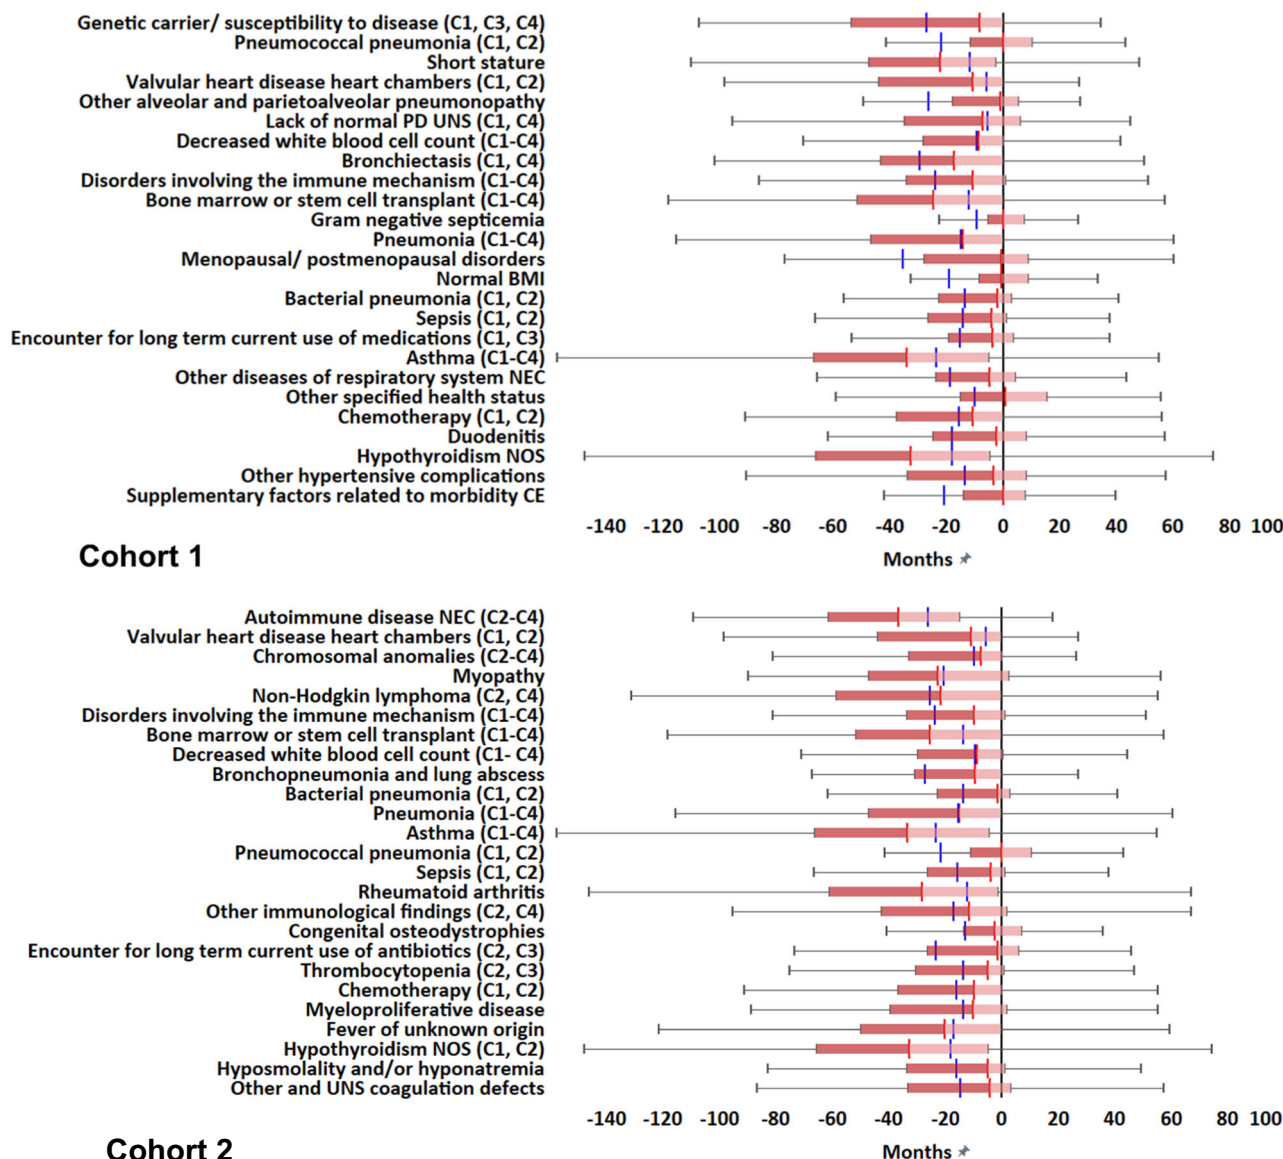 Genetic carrier/ susceptibility to disease (C1, C3, C4)
Pneumococcal pneumonia (C1, C2)
Short stature
Valvular heart disease heart chambers (C1, C2)
Other alveolar and parietoalveolar pneumonopathy
Lack of normal PD UNS (C1, C4)
Decreased white blood cell count (C1-C4)
Bronchiectasis (C1, C4)
Disorders involving the immune mechanism (C1-C4)
Bone marrow or stem cell transplant (C1-C4)
Gram negative septicemia
Pneumonia (C1-C4)
Menopausal/ postmenopausal disorders
Normal BMI
Bacterial pneumonia (C1, C2)
Sepsis (C1, C2)
Encounter for long term current use of medications (C1, C3)
Asthma (C1-C4)
Other diseases of respiratory system NEC
Other specified health status
Chemotherapy (C1, C2)
Duodenitis
Hypothyroidism NOS
Other hypertensive complications
Supplementary factors related to morbidity CE
-140 -120 -100 -80 -60 -40 -20 0 20 40 60 80 100
Cohort 1
Months
Autoimmune disease NEC (C2-C4)
Valvular heart disease heart chambers (C1, C2)
Chromosomal anomalies (C2-C4)
Myopathy
Non-Hodgkin lymphoma (C2, C4)
Disorders involving the immune mechanism (C1-C4)
Bone marrow or stem cell transplant (C1-C4)
Decreased white blood cell count (C1- C4)
Bronchopneumonia and lung abscess
Bacterial pneumonia (C1, C2)
Pneumonia (C1-C4)
Asthma (C1-C4)
Pneumococcal pneumonia (C1, C2)
Sepsis (C1, C2)
Rheumatoid arthritis
Other immunological findings (C2, C4)
Congenital osteodystrophies
Encounter for long term current use of antibiotics (C2, C3)
Thrombocytopenia (C2, C3)
Chemotherapy (C1, C2)
Myeloproliferative disease
Fever of unknown origin
Hypothyroidism NOS (C1, C2)
Hyposmolality and/or hyponatremia
Other and UNS coagulation defects
-140 -120 -100 -80 -60 -40 -20 0 20 40 60 80 100
Cohort 2
Months